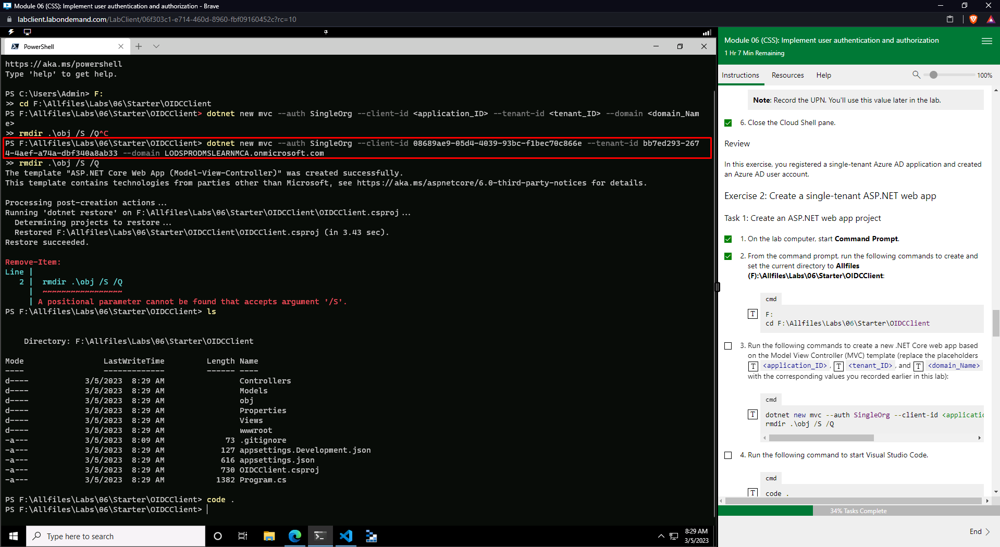 Module 06 (CSS): Implement user authentication and authorization - Brave
labclient.labondemand.com/LabClient/06f303c1-e714-460d-8960-fbf09160452c?rc=10
PowerShell
https://aka.ms/powershell
Type 'help' to get help.
PS C:\Users\Admin> F:
>> cd F:\Allfiles\Labs\06\Starter\OIDCClient
PS F:\Allfiles\Labs\06\Starter\OIDCClient> dotnet new mvc --auth SingleOrg --client-id <application_ID> --tenant-id <tenant_ID> --domain <domain_Nam
e>
>> rmdir .\obj /S /Q^C
PS F:\Allfiles\Labs\06\Starter\OIDCClient> dotnet new mvc --auth SingleOrg --client-id 08689ae9-05d4-4039-93bc-f1bec70c866e --tenant-id bb7ed293-267
4-4aef-a74a-dbf340a8ab33 --domain LODSPRODMSLEARNMCA.onmicrosoft.com
>> rmdir .\obj /S /Q
The template "ASP.NET Core Web App (Model-View-Controller)" was created successfully.
This template contains technologies from parties other than Microsoft, see https://aka.ms/aspnetcore/6.0-third-party-notices for details.
Processing post-creation actions...
Running 'dotnet restore' on F:\Allfiles\Labs\06\Starter\OIDCClient\OIDCClient.csproj...
Determining projects to restore...
Restored F:\Allfiles\Labs\06\Starter\OIDCClient\OIDCClient.csproj (in 3.43 sec).
Restore succeeded.
Remove-Item:
Line |
2 | rmdir .\obj /S /Q
| ~~~~~~~~~~~~~~~~~
| A positional parameter cannot be found that accepts argument '/S'.
PS F:\Allfiles\Labs\06\Starter\OIDCClient> ls
Directory: F:\Allfiles\Labs\06\Starter\OIDCClient
Mode LastWriteTime Length Name
---- ------------- ------ ----
d---- 3/5/2023 8:29 AM Controllers
d---- 3/5/2023 8:29 AM Models
d---- 3/5/2023 8:29 AM obj
d---- 3/5/2023 8:29 AM Properties
d---- 3/5/2023 8:29 AM Views
d---- 3/5/2023 8:29 AM wwwroot
-a--- 3/5/2023 8:09 AM 73 .gitignore
-a--- 3/5/2023 8:29 AM 127 appsettings.Development.json
-a--- 3/5/2023 8:29 AM 616 appsettings.json
-a--- 3/5/2023 8:29 AM 730 OIDCClient.csproj
-a--- 3/5/2023 8:29 AM 1382 Program.cs
PS F:\Allfiles\Labs\06\Starter\OIDCClient> code .
PS F:\Allfiles\Labs\06\Starter\OIDCClient>
Type here to search
8:29 AM
3/5/2023
Module 06 (CSS): Implement user authentication and authorization
1 Hr 7 Min Remaining
Instructions Resources Help 100%
Note: Record the UPN. You'll use this value later in the lab.
6. Close the Cloud Shell pane.
Review
In this exercise, you registered a single-tenant Azure AD application and created
an Azure AD user account.
Exercise 2: Create a single-tenant ASP.NET web app
Task 1: Create an ASP.NET web app project
1. On the lab computer, start Command Prompt.
2. From the command prompt, run the following commands to create and
set the current directory to Allfiles
(F):\Allfiles\Labs\06\Starter\OIDCClient:
cmd
T F:
cd F:\Allfiles\Labs\06\Starter\OIDCClient
3. Run the following commands to create a new .NET Core web app based
on the Model View Controller (MVC) template (replace the placeholders
T <application_ID>, T <tenant_ID>, and T <domain_Name>
with the corresponding values you recorded earlier in this lab):
cmd
T dotnet new mvc --auth SingleOrg --client-id <applicatio
rmdir .\obj /S /Q
4. Run the following command to start Visual Studio Code.
cmd
T code .
34% Tasks Complete
End